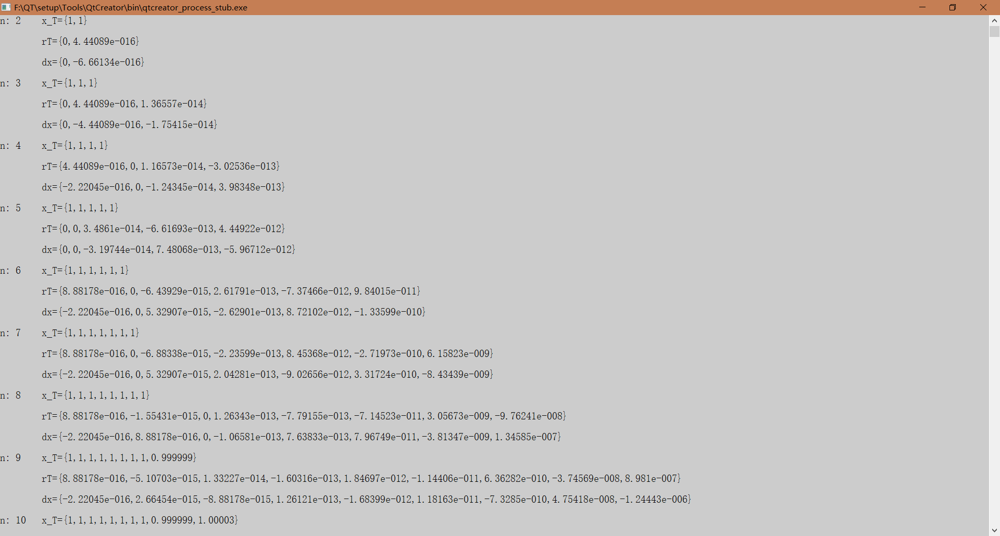 F:\QT\setup\Tools\QtCreator\bin\qtcreator_process_stub.exe
n: 2    x_T={1,1}
rT={0,4.44089e-016}
dx={0,-6.66134e-016}
n: 3    x_T={1,1,1}
rT={0,4.44089e-016,1.36557e-014}
dx={0,-4.44089e-016,-1.75415e-014}
n: 4    x_T={1,1,1,1}
rT={4.44089e-016,0,1.16573e-014,-3.02536e-013}
dx={-2.22045e-016,0,-1.24345e-014,3.98348e-013}
n: 5    x_T={1,1,1,1,1}
rT={0,0,3.4861e-014,-6.61693e-013,4.44922e-012}
dx={0,0,-3.19744e-014,7.48068e-013,-5.96712e-012}
n: 6    x_T={1,1,1,1,1,1}
rT={8.88178e-016,0,-6.43929e-015,2.61791e-013,-7.37466e-012,9.84015e-011}
dx={-2.22045e-016,0,5.32907e-015,-2.62901e-013,8.72102e-012,-1.33599e-010}
n: 7    x_T={1,1,1,1,1,1,1}
rT={8.88178e-016,0,-6.88338e-015,-2.23599e-013,8.45368e-012,-2.71973e-010,6.15823e-009}
dx={-2.22045e-016,0,5.32907e-015,2.04281e-013,-9.02656e-012,3.31724e-010,-8.43439e-009}
n: 8    x_T={1,1,1,1,1,1,1,1}
rT={8.88178e-016,-1.55431e-015,0,1.26343e-013,-7.79155e-013,-7.14523e-011,3.05673e-009,-9.76241e-008}
dx={-2.22045e-016,8.88178e-016,0,-1.06581e-013,7.63833e-013,7.96749e-011,-3.81347e-009,1.34585e-007}
n: 9    x_T={1,1,1,1,1,1,1,1,0.999999}
rT={8.88178e-016,-5.10703e-015,1.33227e-014,-1.60316e-013,1.84697e-012,-1.14406e-011,6.36282e-010,-3.74569e-008,8.981e-007}
dx={-2.22045e-016,2.66454e-015,-8.88178e-015,1.26121e-013,-1.68399e-012,1.18163e-011,-7.3285e-010,4.75418e-008,-1.24443e-006}
n: 10   x_T={1,1,1,1,1,1,1,1,0.999999,1.00003}